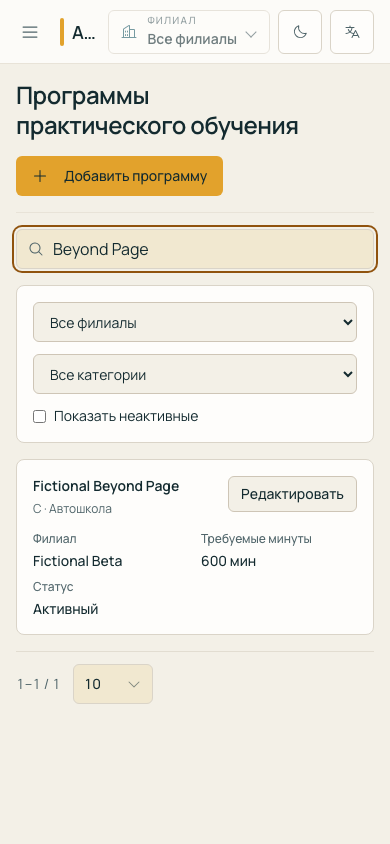 А...
ФИЛИАЛ
Все филиалы
Программы
практического обучения
Добавить программу
Beyond Page
Все филиалы
Все категории
Показать неактивные
Fictional Beyond Page
Редактировать
C · Автошкола
Филиал
Требуемые минуты
Fictional Beta
600 мин
Статус
Активный
1–1 / 1
10